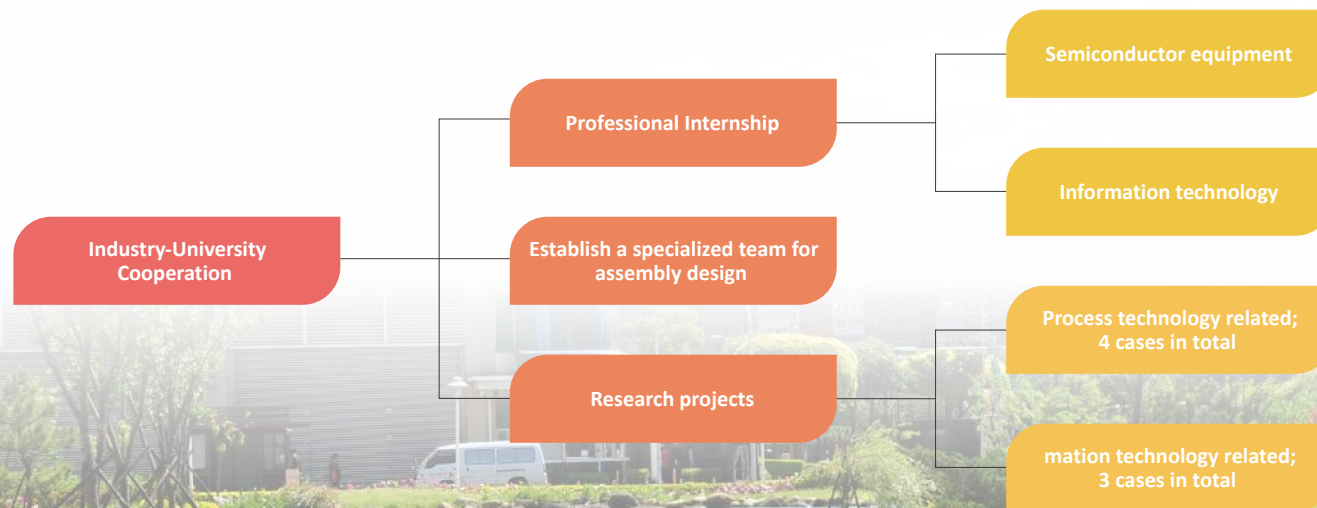 Industry-University
Cooperation
Professional Internship
Establish a specialized team for
assembly design
Research projects
Semiconductor equipment
Information technology
Process technology related;
4 cases in total
mation technology related;
3 cases in total